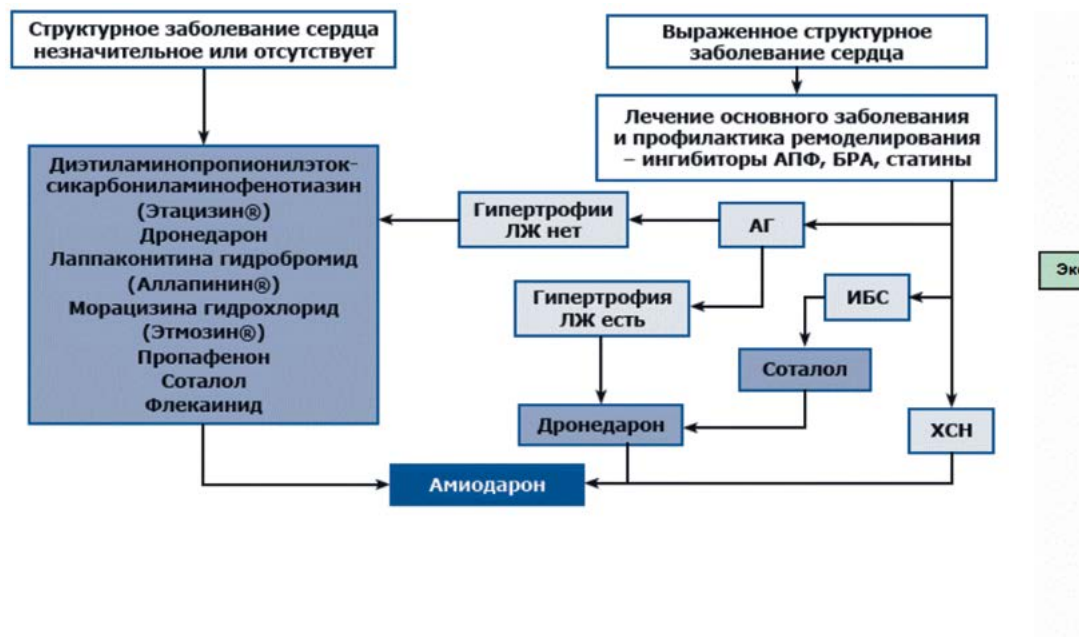 Структурное заболевание сердца
незначительное или отсутствует
Выраженное структурное
заболевание сердца
Лечение основного заболевания
и профилактика ремоделирования
– ингибиторы АПФ, БРА, статины
Диэтиламинопропионилэток-
сикарбониламинофенотиазин
(Этацизин®)
Дронедарон
Лаппаконитина гидробромид
(Аллапинин®)
Морацизина гидрохлорид
(Этмозин®)
Пропафенон
Соталол
Флекаинид
Гипертрофии
ЛЖ нет
АГ
Гипертрофия
ЛЖ есть
ИБС
Соталол
Дронедарон
ХСН
Амиодарон